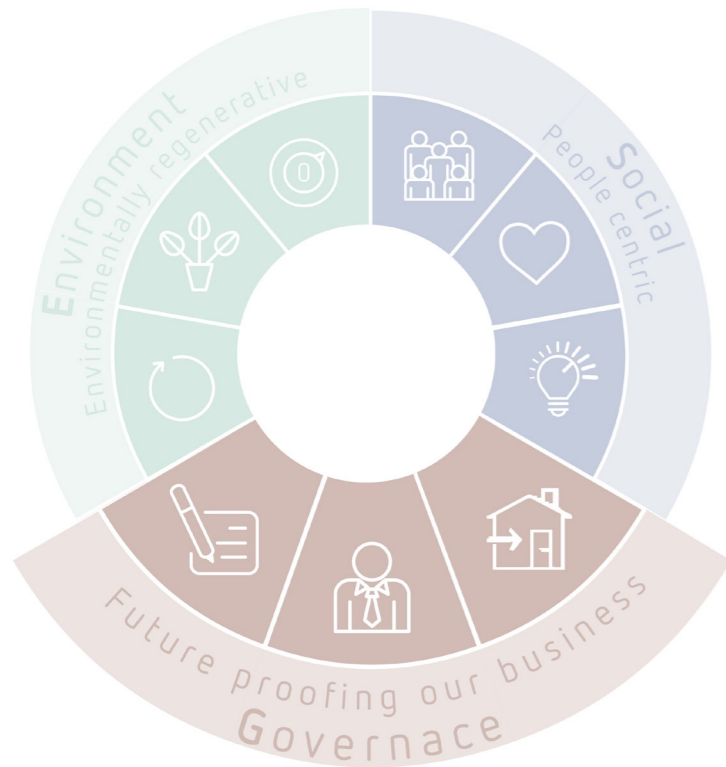 Environment
Environmentally regenerative
Social
People centric
Future proofing our business
Governace